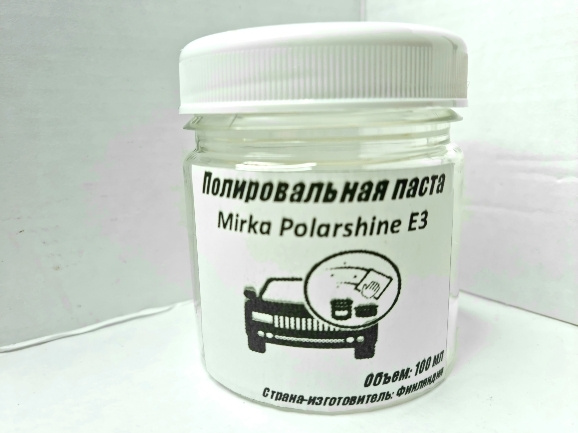 Полировальная паста
Mirka Polarshine E3
Объем: 100 мл
Страна-изготовитель: Финляндия